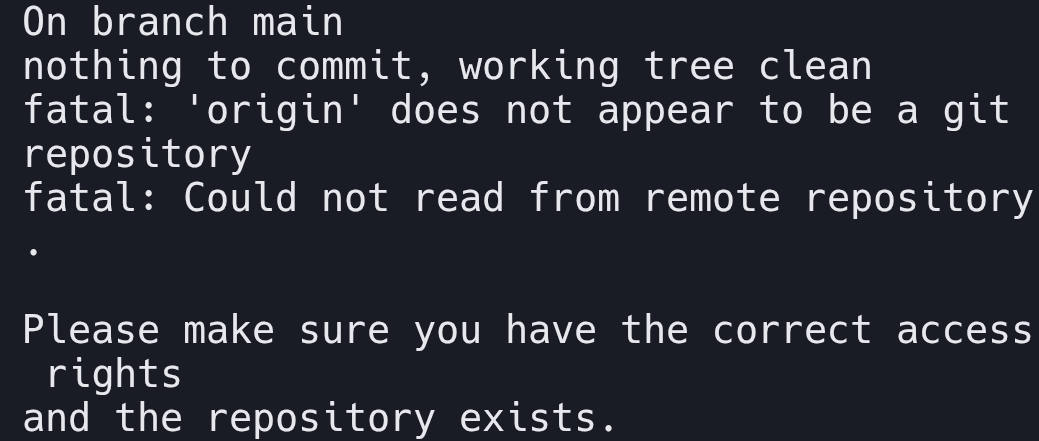 On branch main
nothing to commit, working tree clean
fatal: 'origin' does not appear to be a git
repository
fatal: Could not read from remote repository
.

Please make sure you have the correct access
 rights
and the repository exists.